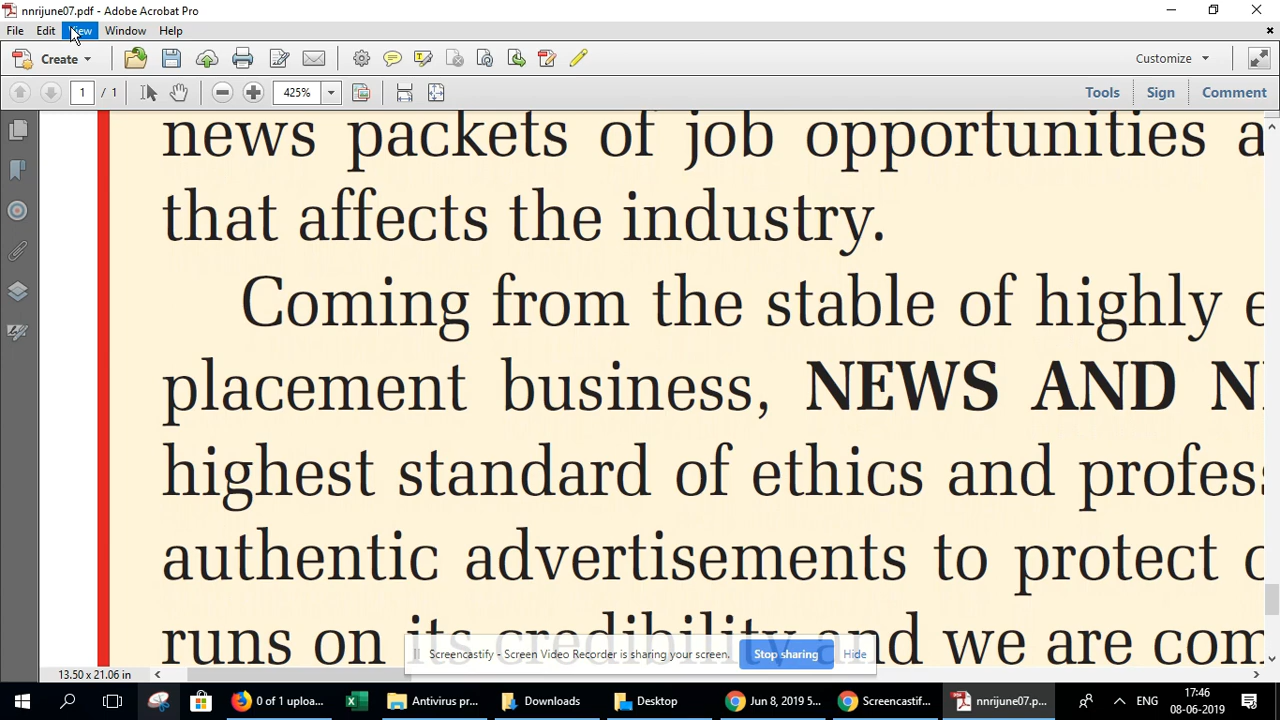 nnrijune07.pdf - Adobe Acrobat Pro
File Edit View Window Help
Create Customize
1 / 1 425% Tools Sign Comment
news packets of job opportunities a
that affects the industry.
Coming from the stable of highly e
placement business, NEWS AND N
highest standard of ethics and profes
authentic advertisements to protect
runs on its credibility and we are com
Screencastify - Screen Video Recorder is sharing your screen. Stop sharing Hide
13.50 x 21.06 in
0 of 1 uploa... Antivirus pr... Downloads Desktop Jun 8, 2019 5... Screencastif... nnrijune07.p... ENG 17:46
08-06-2019